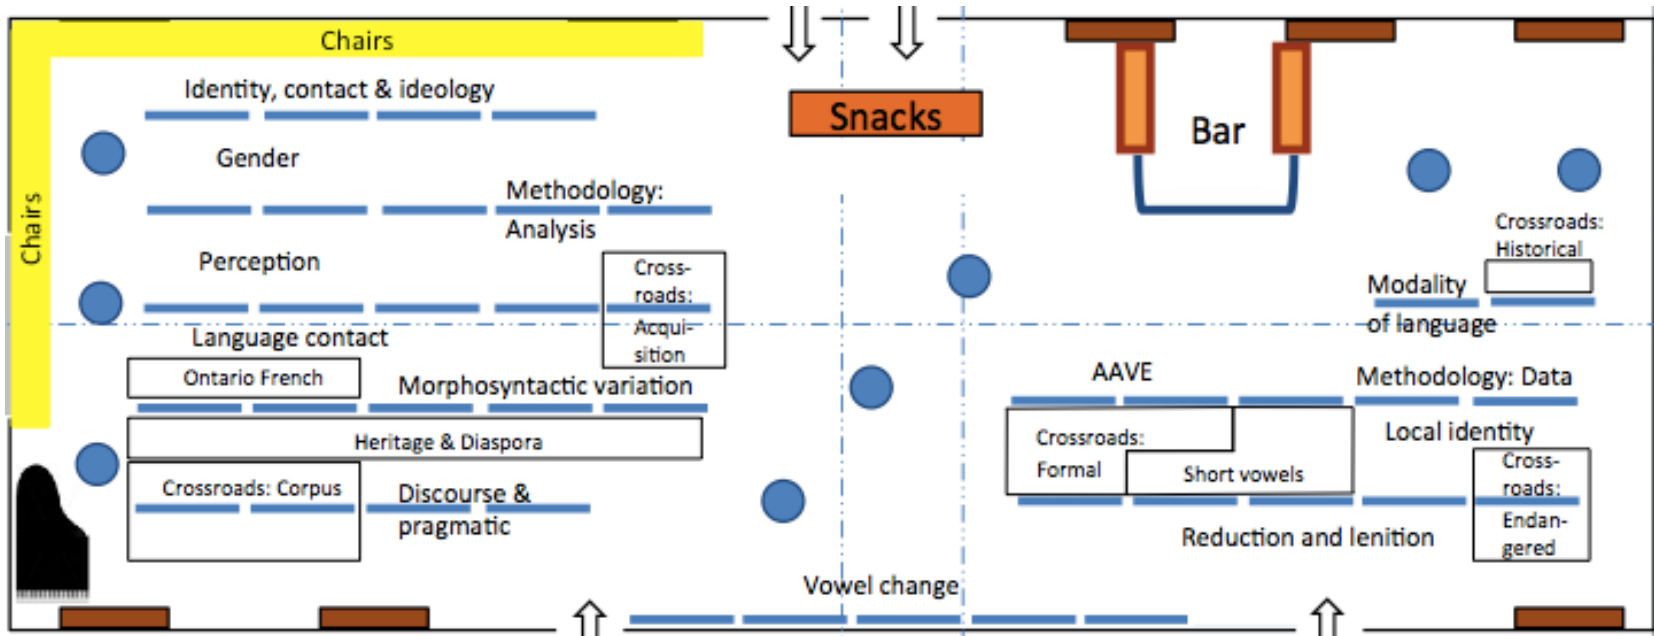 Chairs
Chairs
Identity, contact & ideology
Gender
Methodology:
Analysis
Perception
Cross-
roads:
Acqui-
sition
Language contact
Ontario French
Morphosyntactic variation
Heritage & Diaspora
Crossroads: Corpus
Discourse &
pragmatic
Snacks
Bar
Crossroads:
Historical
Modality
of language
AAVE
Methodology: Data
Crossroads:
Formal
Short vowels
Local identity
Cross-
roads:
Endan-
gered
Reduction and lenition
Vowel change